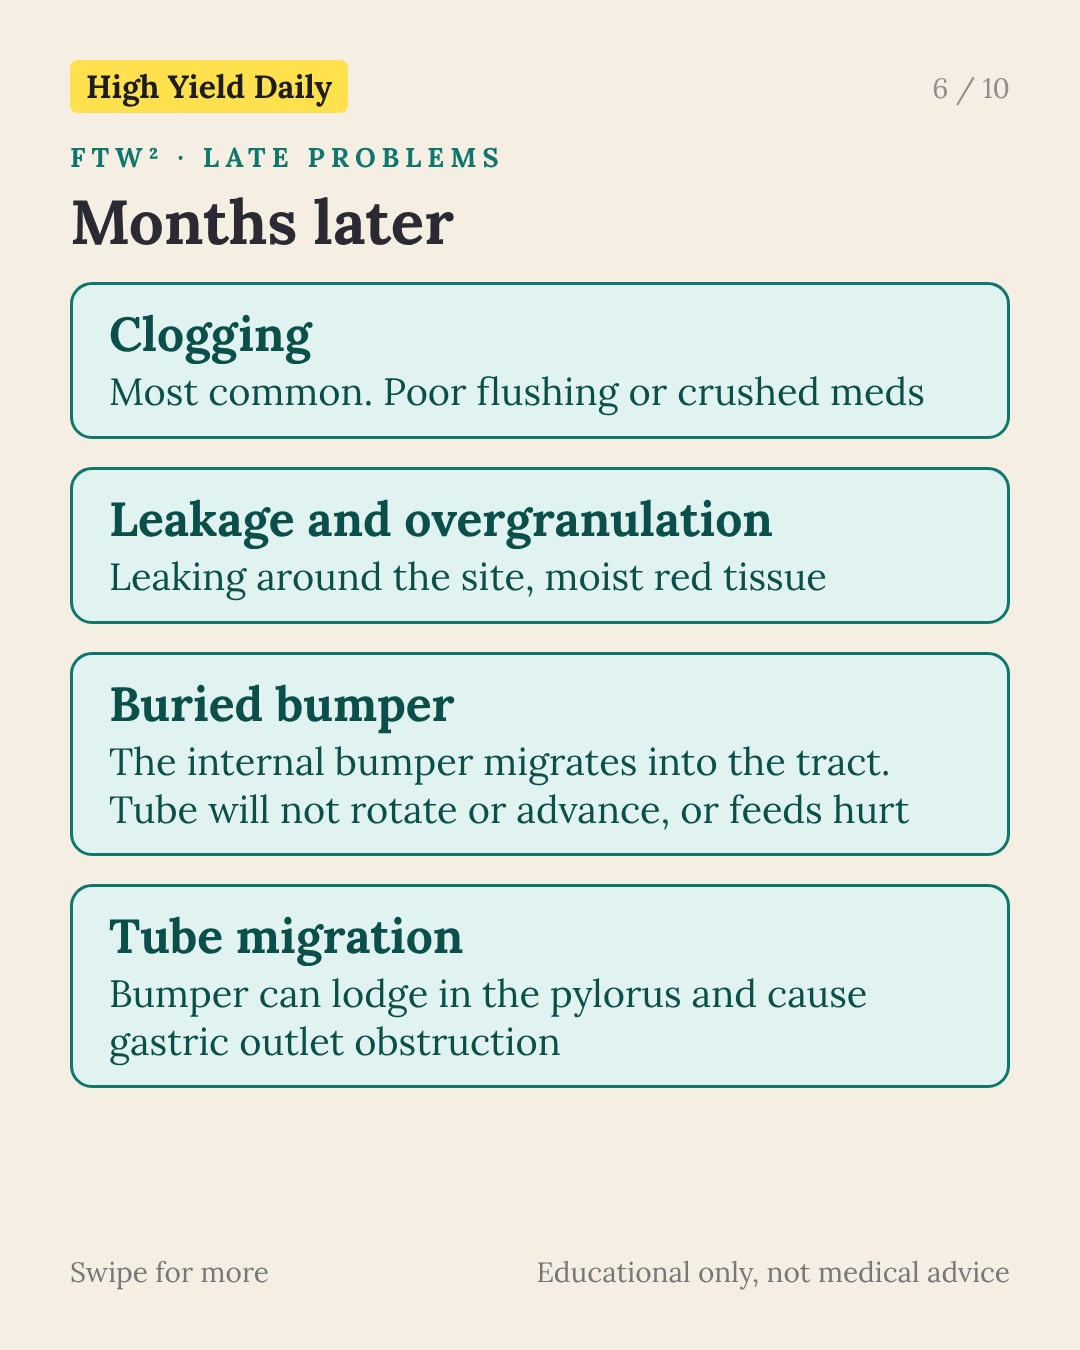 High Yield Daily
6 / 10
FTW² · LATE PROBLEMS
Months later
Clogging
Most common. Poor flushing or crushed meds
Leakage and overgranulation
Leaking around the site, moist red tissue
Buried bumper
The internal bumper migrates into the tract.
Tube will not rotate or advance, or feeds hurt
Tube migration
Bumper can lodge in the pylorus and cause
gastric outlet obstruction
Swipe for more
Educational only, not medical advice